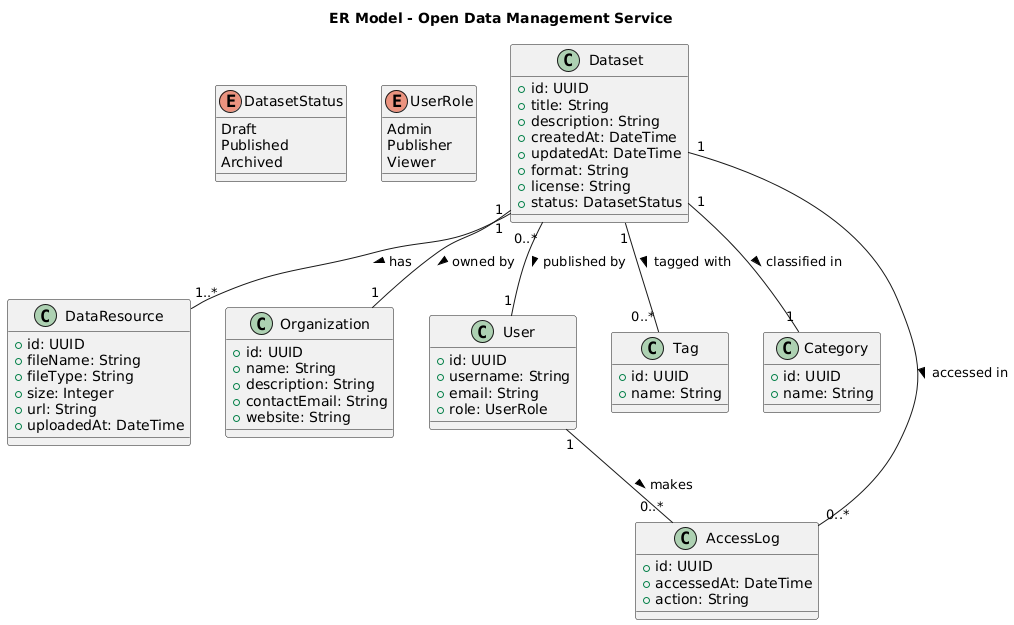 ER Model - Open Data Management Service
C Dataset
id: UUID
title: String
description: String
createdAt: DateTime
updatedAt: DateTime
format: String
license: String
status: DatasetStatus
E DatasetStatus
Draft
Published
Archived
E UserRole
Admin
Publisher
Viewer
1
1
0..*
1
1
1
has
owned by
published by
tagged with
classified in
accessed in
1..*
1
1
0..*
1
C DataResource
id: UUID
fileName: String
fileType: String
size: Integer
url: String
uploadedAt: DateTime
C Organization
id: UUID
name: String
description: String
contactEmail: String
website: String
C User
id: UUID
username: String
email: String
role: UserRole
C Tag
id: UUID
name: String
C Category
id: UUID
name: String
1
makes
0..*
0..*
C AccessLog
id: UUID
accessedAt: DateTime
action: String